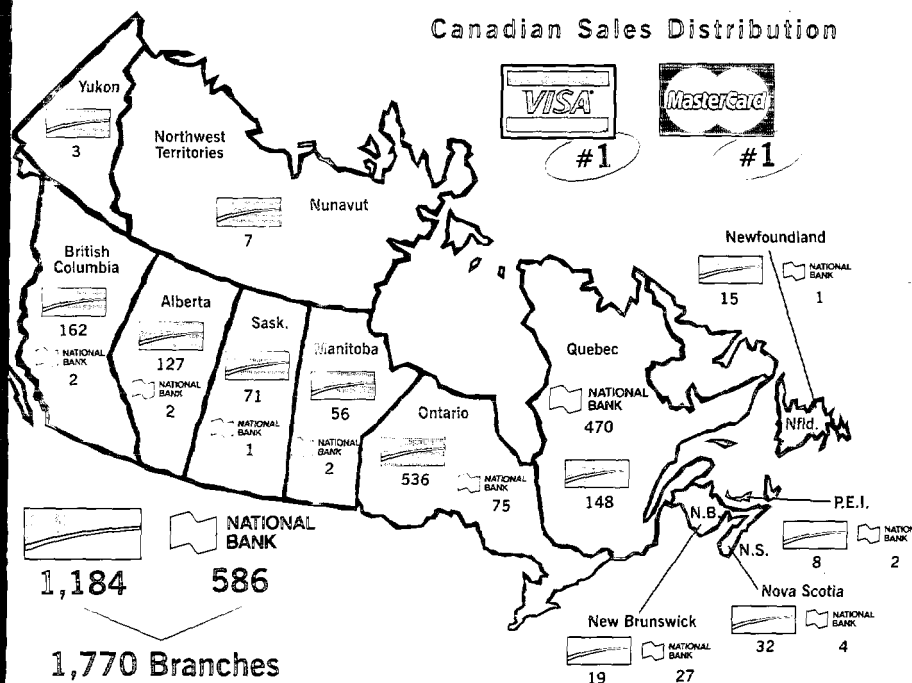 Canadian Sales Distribution
VISA
#1
MasterCard
#1
Yukon
3
Northwest
Territories
Nunavut
7
British
Columbia
162
NATIONAL
BANK
2
Alberta
127
NATIONAL
BANK
2
Sask.
71
NATIONAL
BANK
1
Manitoba
56
NATIONAL
BANK
2
Ontario
536
NATIONAL
BANK
75
Quebec
NATIONAL
BANK
470
148
Newfoundland
15
NATIONAL
BANK
1
Nfld.
P.E.I.
8
NATIONAL
BANK
2
N.B.
N.S.
Nova Scotia
32
NATIONAL
BANK
4
New Brunswick
19
NATIONAL
BANK
27
1,184
NATIONAL
BANK
586
1,770 Branches